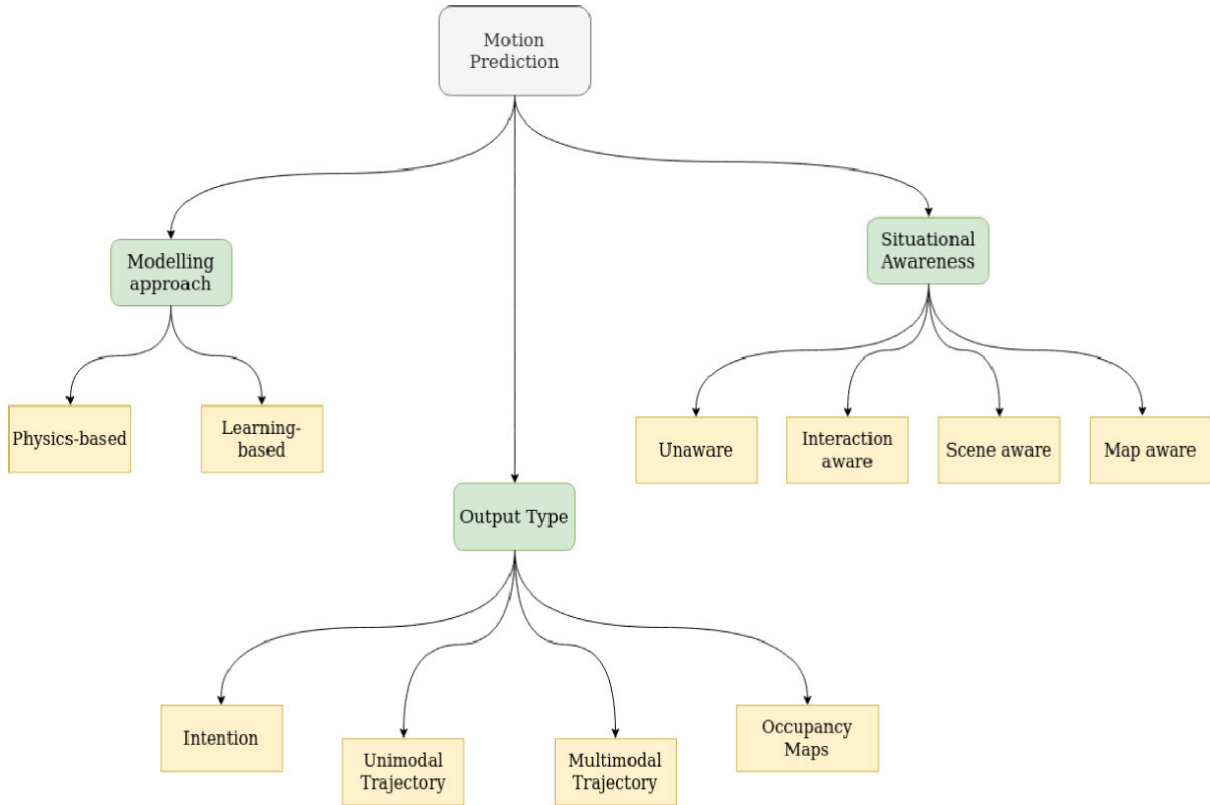 Motion
Prediction
Modelling
approach
Situational
Awareness
Physics-based
Learning-
based
Unaware
Interaction
aware
Scene aware
Map aware
Output Type
Intention
Unimodal
Trajectory
Multimodal
Trajectory
Occupancy
Maps